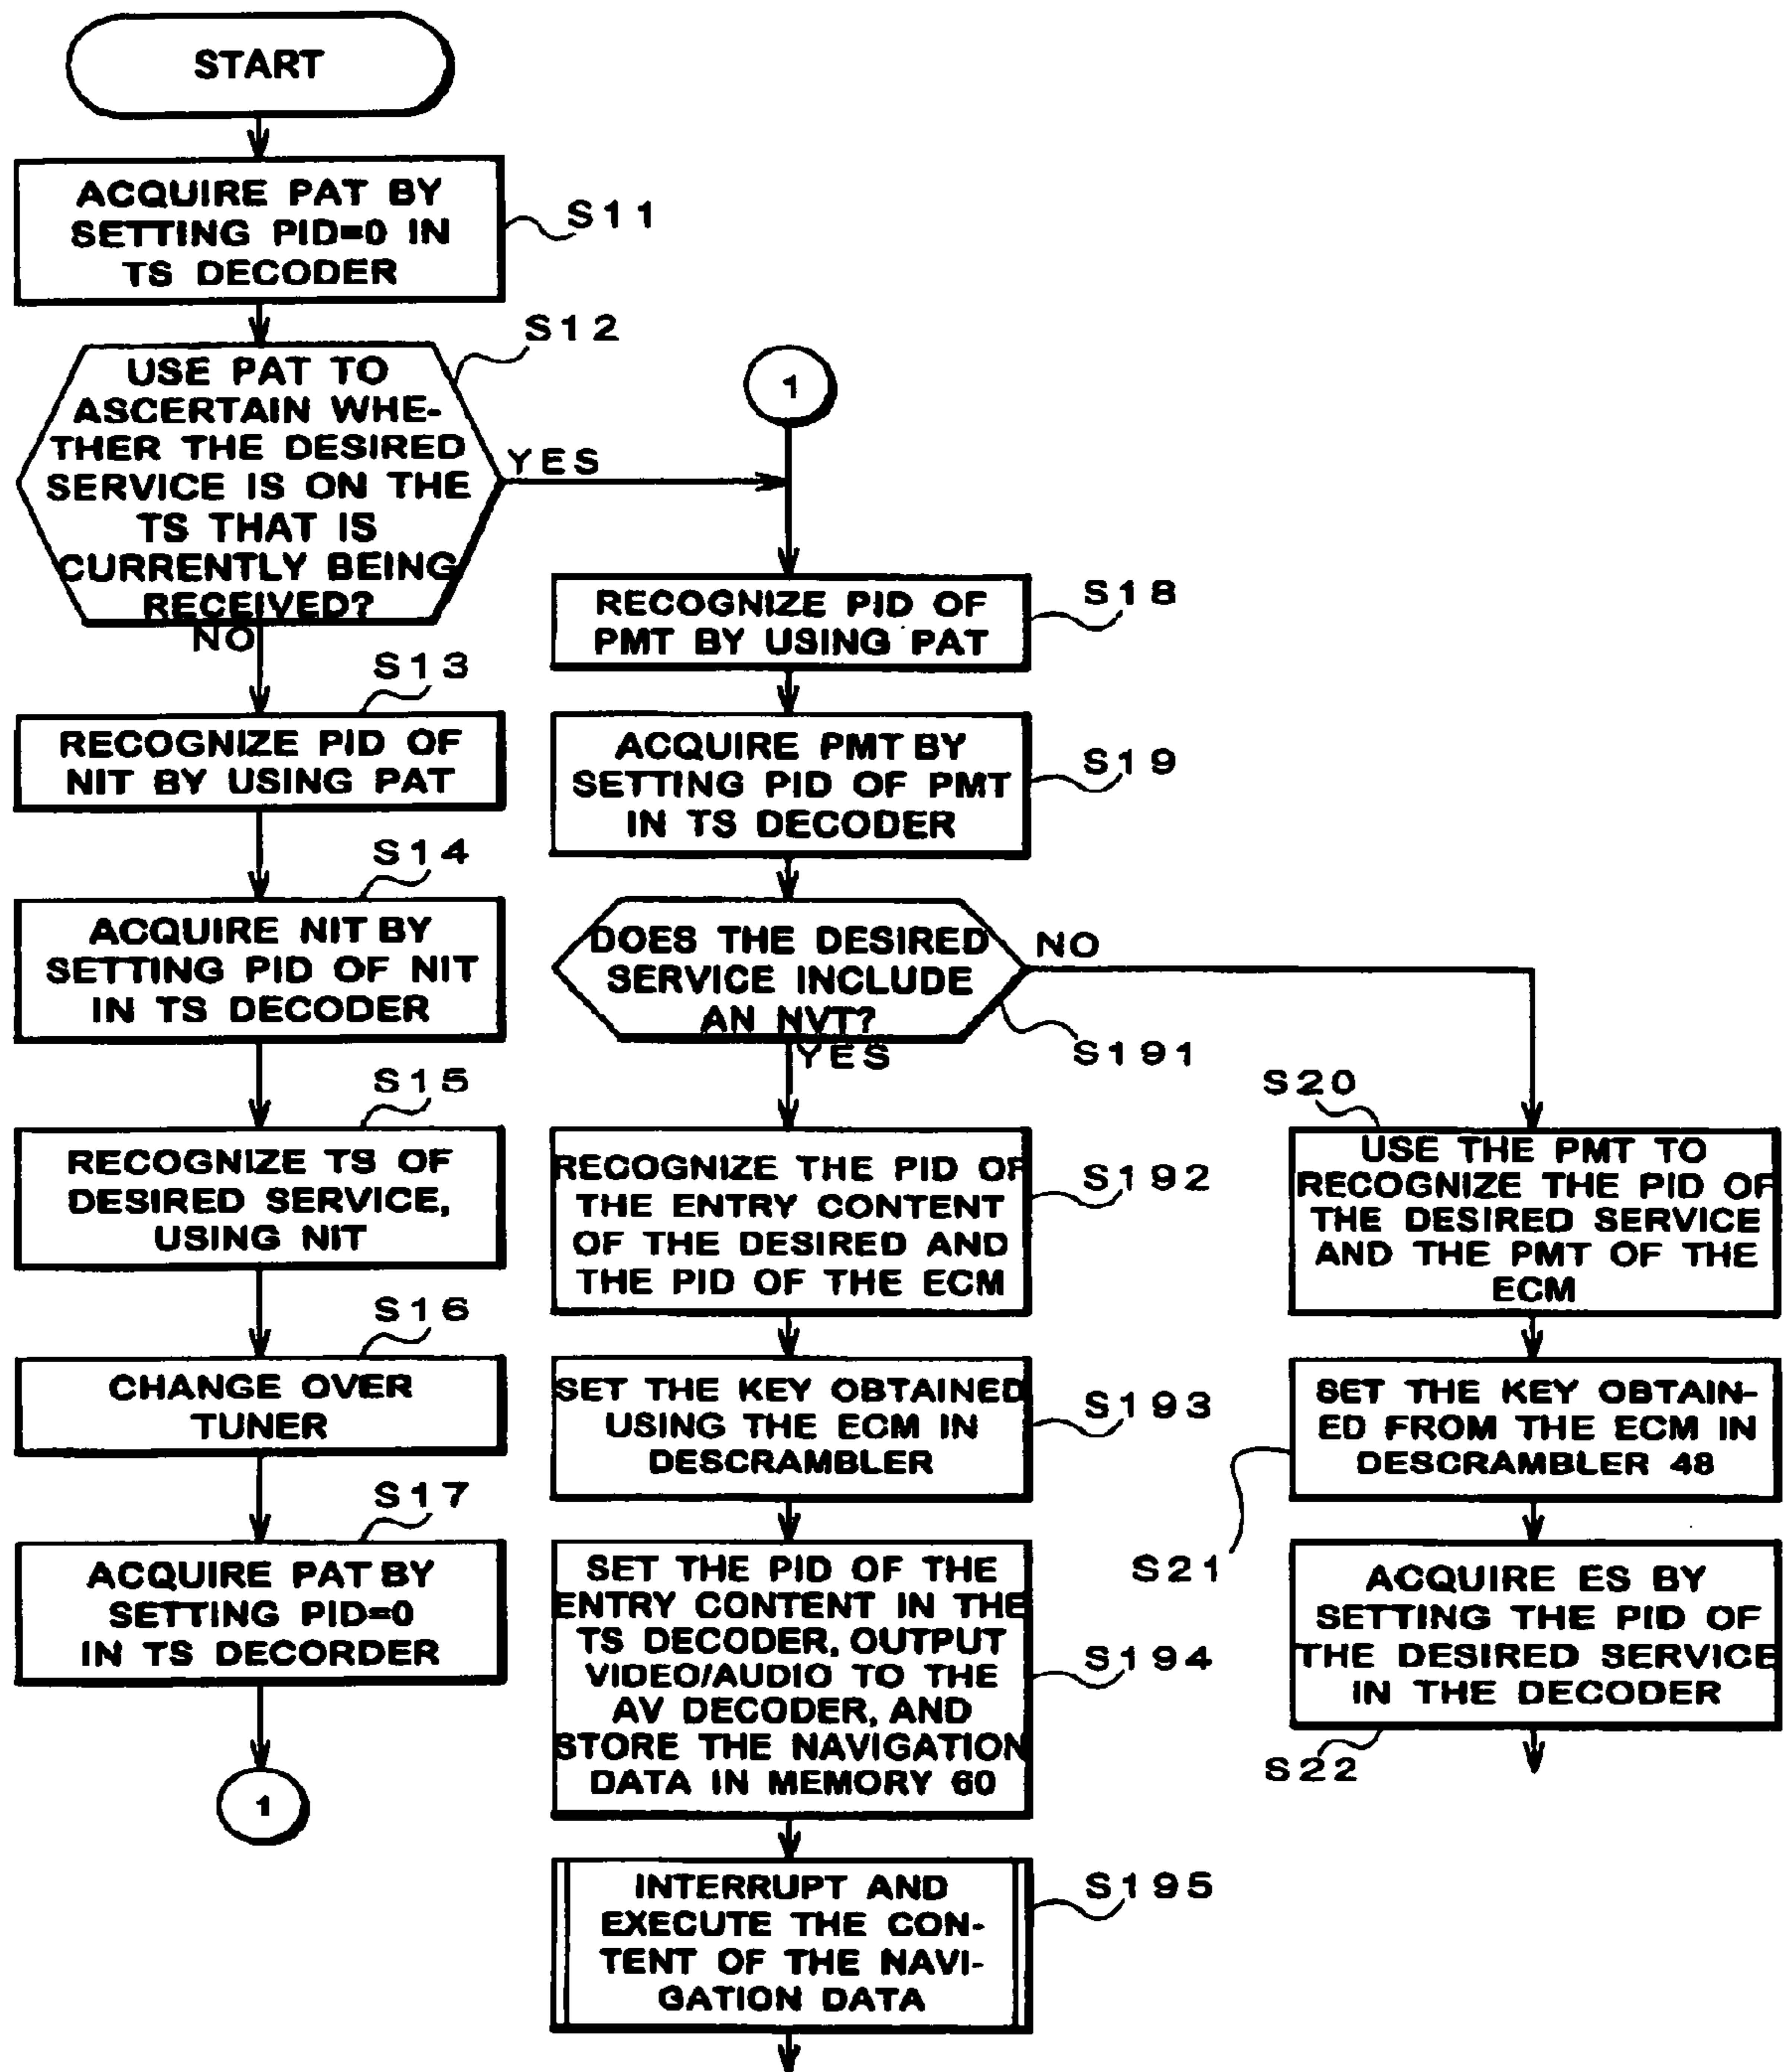 START
ACQUIRE PAT BY
SETTING PID=0 IN
TS DECODER
S11
S12
USE PAT TO
ASCERTAIN WHE-
THER THE DESIRED
SERVICE IS ON THE
TS THAT IS
CURRENTLY BEING
RECEIVED?
YES
NO
S13
RECOGNIZE PID OF
NIT BY USING PAT
S14
ACQUIRE NIT BY
SETTING PID OF NIT
IN TS DECODER
S15
RECOGNIZE TS OF
DESIRED SERVICE,
USING NIT
S16
CHANGE OVER
TUNER
S17
ACQUIRE PAT BY
SETTING PID=0
IN TS DECORDER
1
1
RECOGNIZE PID OF
PMT BY USING PAT
S18
ACQUIRE PMT BY
SETTING PID OF PMT
IN TS DECODER
S19
DOES THE DESIRED
SERVICE INCLUDE
AN NVT?
NO
S191
YES
RECOGNIZE THE PID OF
THE ENTRY CONTENT
OF THE DESIRED AND
THE PID OF THE ECM
S192
SET THE KEY OBTAINED
USING THE ECM IN
DESCRAMBLER
S193
SET THE PID OF THE
ENTRY CONTENT IN THE
TS DECODER, OUTPUT
VIDEO/AUDIO TO THE
AV DECODER, AND
STORE THE NAVIGATION
DATA IN MEMORY 60
S194
INTERRUPT AND
EXECUTE THE CON-
TENT OF THE NAVI-
GATION DATA
S195
S20
USE THE PMT TO
RECOGNIZE THE PID OF
THE DESIRED SERVICE
AND THE PMT OF THE
ECM
SET THE KEY OBTAIN-
ED FROM THE ECM IN
DESCRAMBLER 48
S21
ACQUIRE ES BY
SETTING THE PID OF
THE DESIRED SERVICE
IN THE DECODER
S22